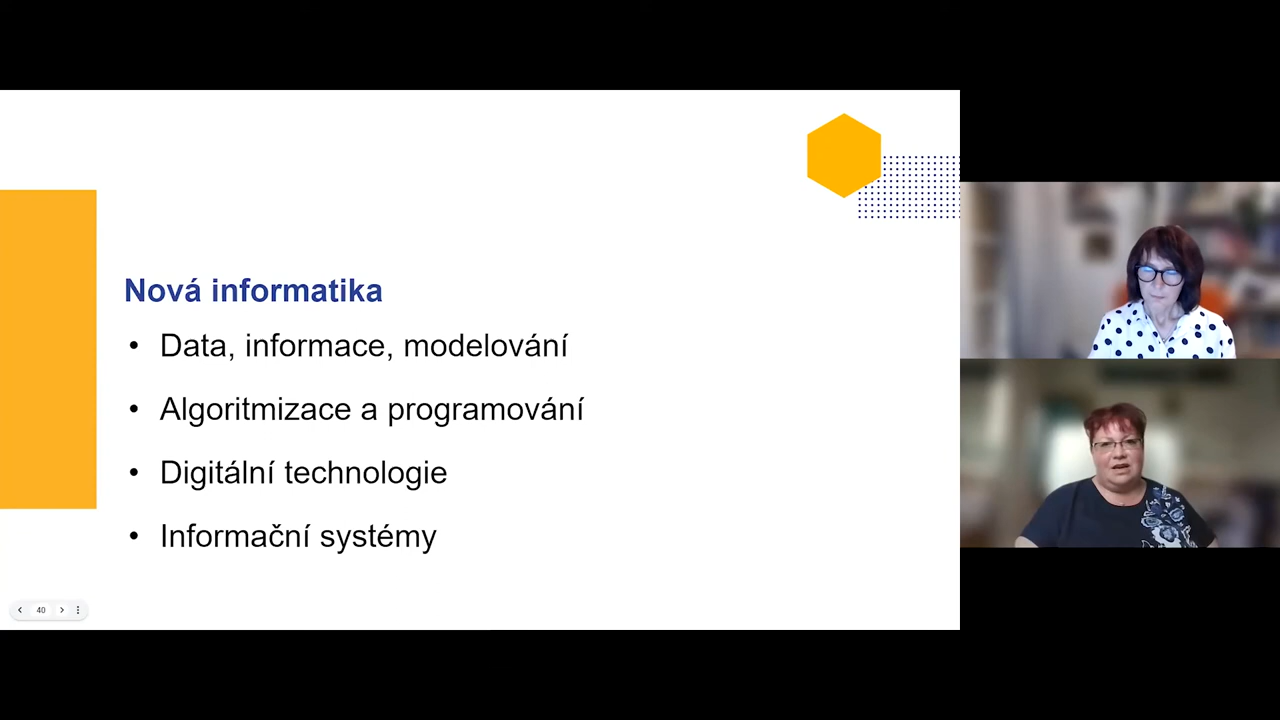 Nová informatika
• Data, informace, modelování
• Algoritmizace a programování
• Digitální technologie
• Informační systémy
40